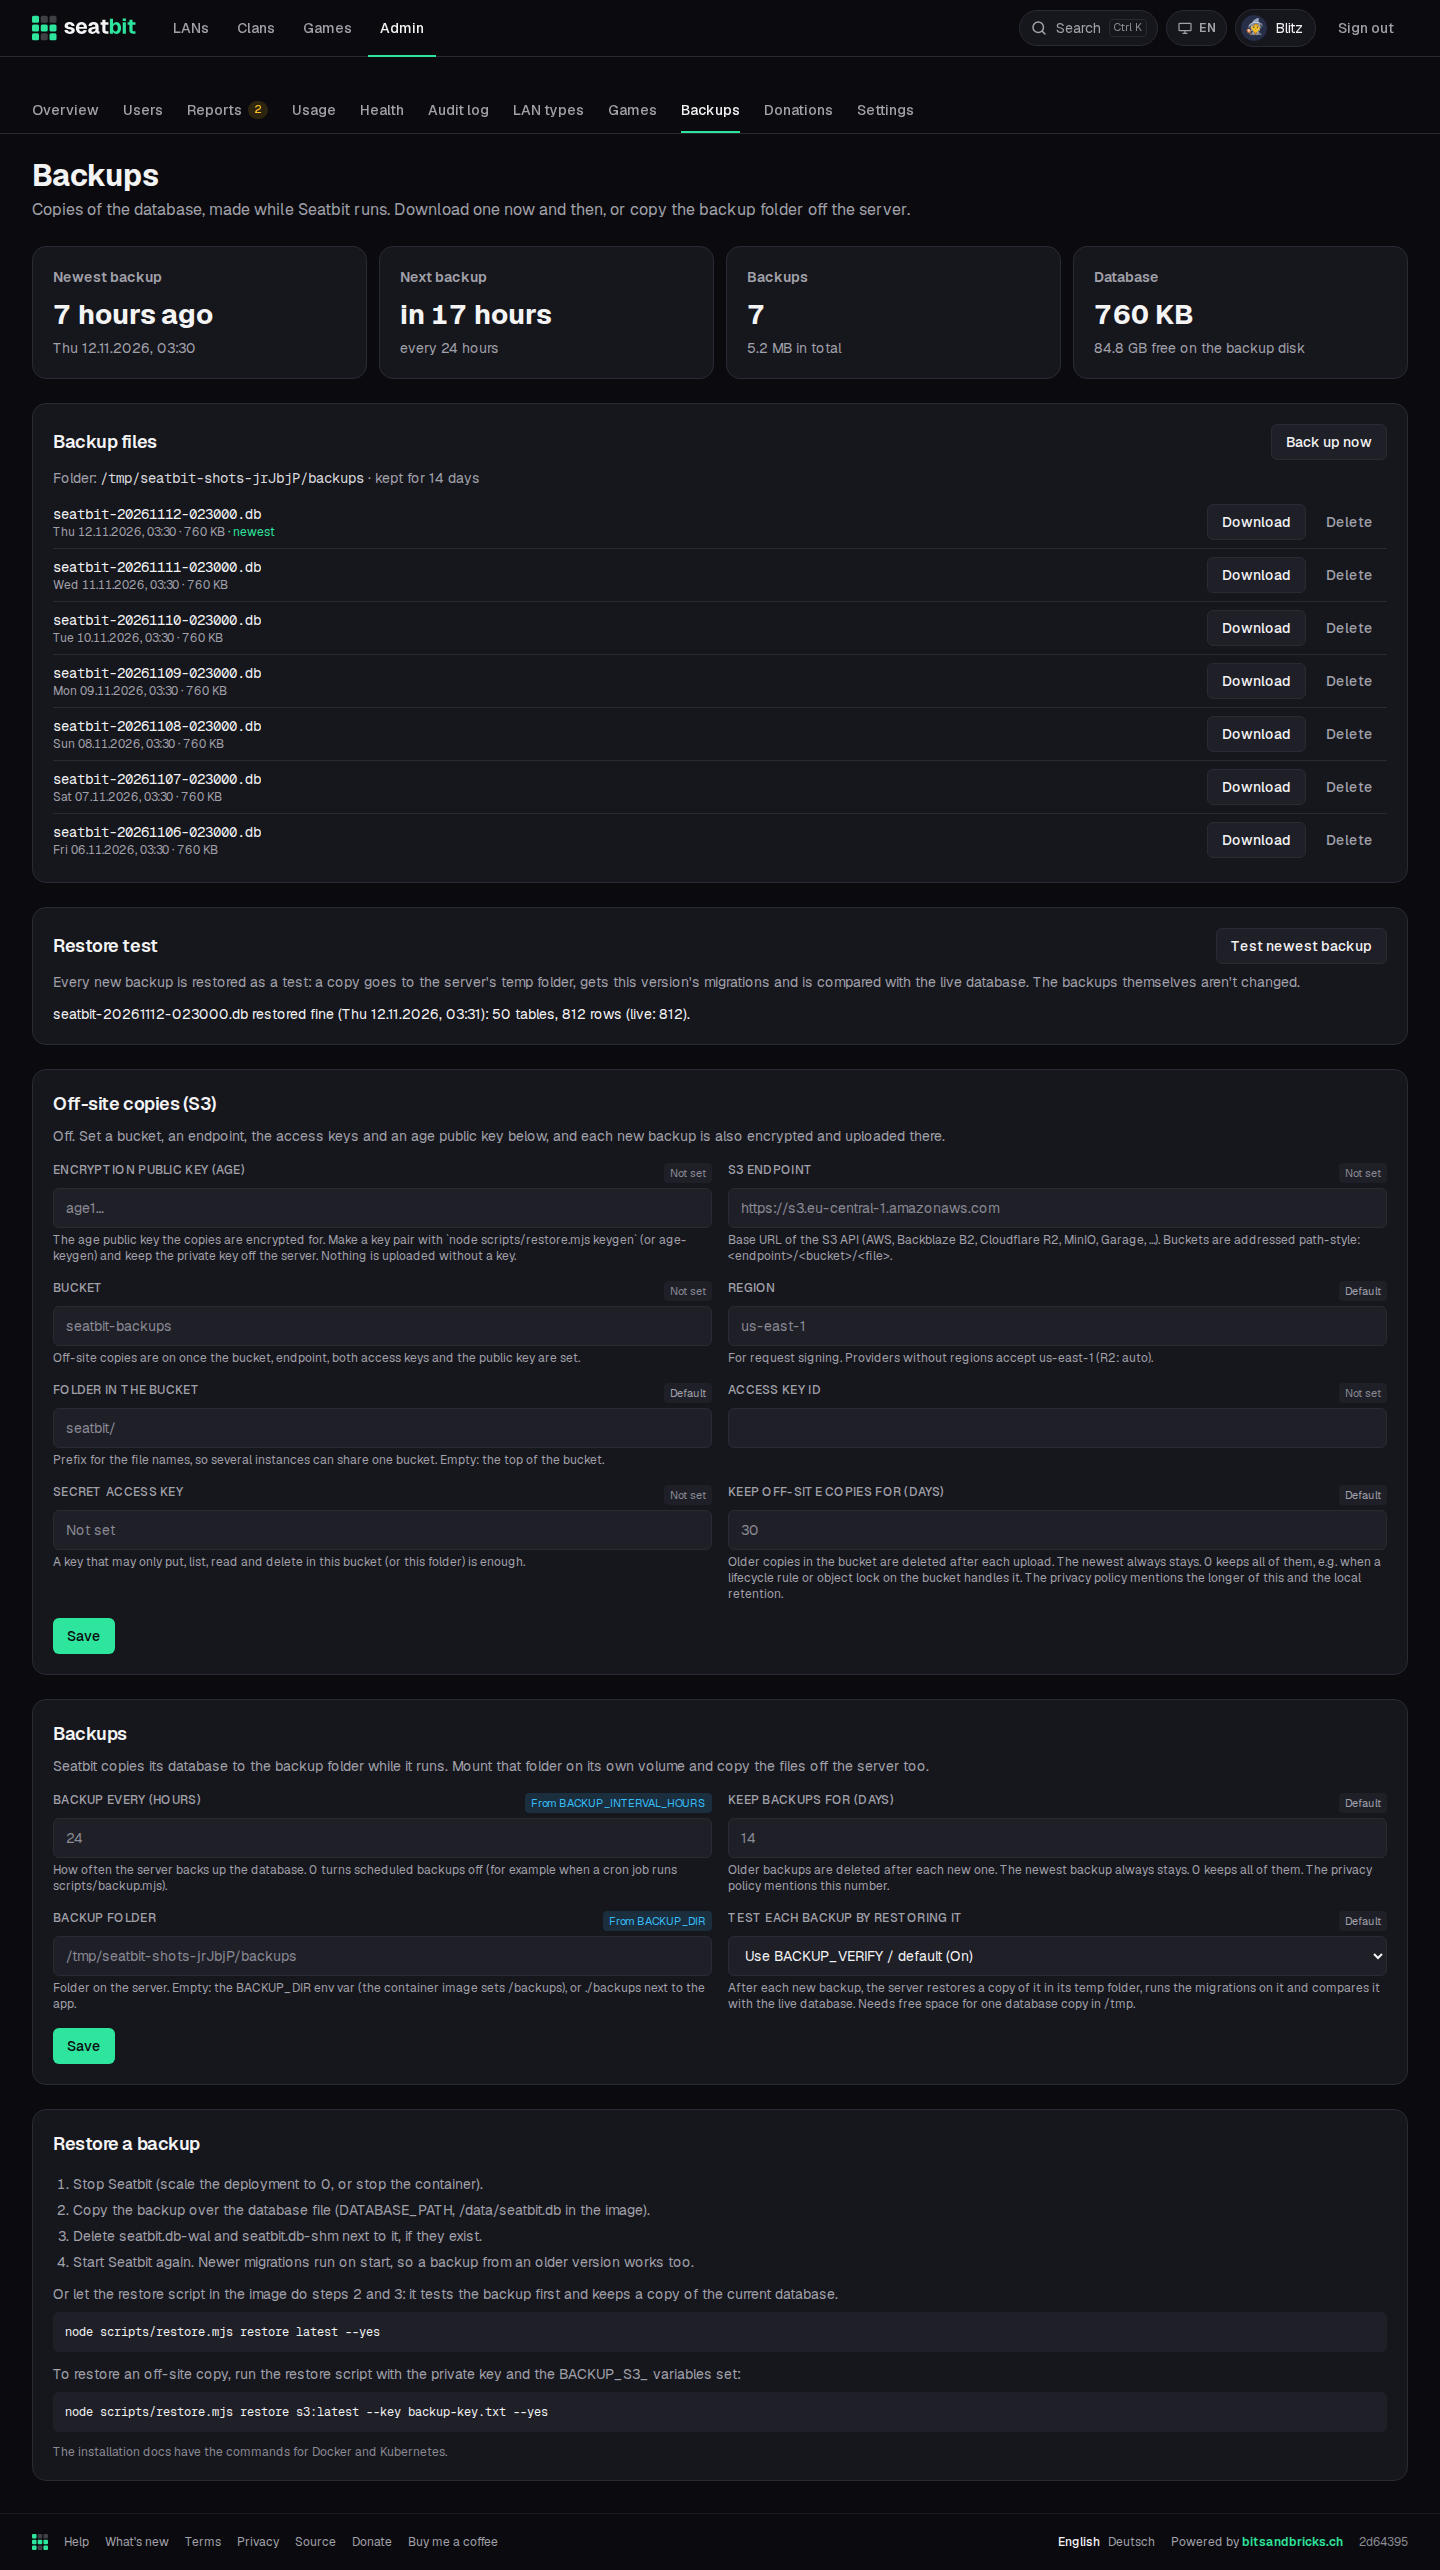 seatbit
LANs
Clans
Games
Admin
Search
Ctrl K
EN
Blitz
Sign out
Overview
Users
Reports 2
Usage
Health
Audit log
LAN types
Games
Backups
Donations
Settings
Backups
Copies of the database, made while Seatbit runs. Download one now and then, or copy the backup folder off the server.
Newest backup
7 hours ago
Thu 12.11.2026, 03:30
Next backup
in 17 hours
every 24 hours
Backups
7
5.2 MB in total
Database
760 KB
84.8 GB free on the backup disk
Backup files
Back up now
Folder: /tmp/seatbit-shots-jrJbjP/backups · kept for 14 days
seatbit-20261112-023000.db
Thu 12.11.2026, 03:30 · 760 KB · newest
Download
Delete
seatbit-20261111-023000.db
Wed 11.11.2026, 03:30 · 760 KB
Download
Delete
seatbit-20261110-023000.db
Tue 10.11.2026, 03:30 · 760 KB
Download
Delete
seatbit-20261109-023000.db
Mon 09.11.2026, 03:30 · 760 KB
Download
Delete
seatbit-20261108-023000.db
Sun 08.11.2026, 03:30 · 760 KB
Download
Delete
seatbit-20261107-023000.db
Sat 07.11.2026, 03:30 · 760 KB
Download
Delete
seatbit-20261106-023000.db
Fri 06.11.2026, 03:30 · 760 KB
Download
Delete
Restore test
Test newest backup
Every new backup is restored as a test: a copy goes to the server's temp folder, gets this version's migrations and is compared with the live database. The backups themselves aren't changed.
seatbit-20261112-023000.db restored fine (Thu 12.11.2026, 03:31): 50 tables, 812 rows (live: 812).
Off-site copies (S3)
Off. Set a bucket, an endpoint, the access keys and an age public key below, and each new backup is also encrypted and uploaded there.
ENCRYPTION PUBLIC KEY (AGE)
Not set
age1...
The age public key the copies are encrypted for. Make a key pair with `node scripts/restore.mjs keygen` (or age-
keygen) and keep the private key off the server. Nothing is uploaded without a key.
S3 ENDPOINT
Not set
https://s3.eu-central-1.amazonaws.com
Base URL of the S3 API (AWS, Backblaze B2, Cloudflare R2, MinIO, Garage, ...). Buckets are addressed path-style:
<endpoint>/<bucket>/<file>.
BUCKET
Not set
seatbit-backups
Off-site copies are on once the bucket, endpoint, both access keys and the public key are set.
REGION
Default
us-east-1
For request signing. Providers without regions accept us-east-1 (R2: auto).
FOLDER IN THE BUCKET
Default
seatbit/
Prefix for the file names, so several instances can share one bucket. Empty: the top of the bucket.
ACCESS KEY ID
Not set
SECRET ACCESS KEY
Not set
Not set
A key that may only put, list, read and delete in this bucket (or this folder) is enough.
KEEP OFF-SITE COPIES FOR (DAYS)
Default
30
Older copies in the bucket are deleted after each upload. The newest always stays. 0 keeps all of them, e.g. when a
lifecycle rule or object lock on the bucket handles it. The privacy policy mentions the longer of this and the local
retention.
Save
Backups
Seatbit copies its database to the backup folder while it runs. Mount that folder on its own volume and copy the files off the server too.
BACKUP EVERY (HOURS)
From BACKUP_INTERVAL_HOURS
24
How often the server backs up the database. 0 turns scheduled backups off (for example when a cron job runs
scripts/backup.mjs).
KEEP BACKUPS FOR (DAYS)
Default
14
Older backups are deleted after each new one. The newest backup always stays. 0 keeps all of them. The privacy
policy mentions this number.
BACKUP FOLDER
From BACKUP_DIR
/tmp/seatbit-shots-jrJbjP/backups
Folder on the server. Empty: the BACKUP_DIR env var (the container image sets /backups), or ./backups next to the
app.
TEST EACH BACKUP BY RESTORING IT
Default
Use BACKUP_VERIFY / default (On)
After each new backup, the server restores a copy of it in its temp folder, runs the migrations on it and compares it
with the live database. Needs free space for one database copy in /tmp.
Save
Restore a backup
1. Stop Seatbit (scale the deployment to 0, or stop the container).
2. Copy the backup over the database file (DATABASE_PATH, /data/seatbit.db in the image).
3. Delete seatbit.db-wal and seatbit.db-shm next to it, if they exist.
4. Start Seatbit again. Newer migrations run on start, so a backup from an older version works too.
Or let the restore script in the image do steps 2 and 3: it tests the backup first and keeps a copy of the current database.
node scripts/restore.mjs restore latest --yes
To restore an off-site copy, run the restore script with the private key and the BACKUP_S3_ variables set:
node scripts/restore.mjs restore s3:latest --key backup-key.txt --yes
The installation docs have the commands for Docker and Kubernetes.
Help
What's new
Terms
Privacy
Source
Donate
Buy me a coffee
English
Deutsch
Powered by bitsandbricks.ch
2d64395